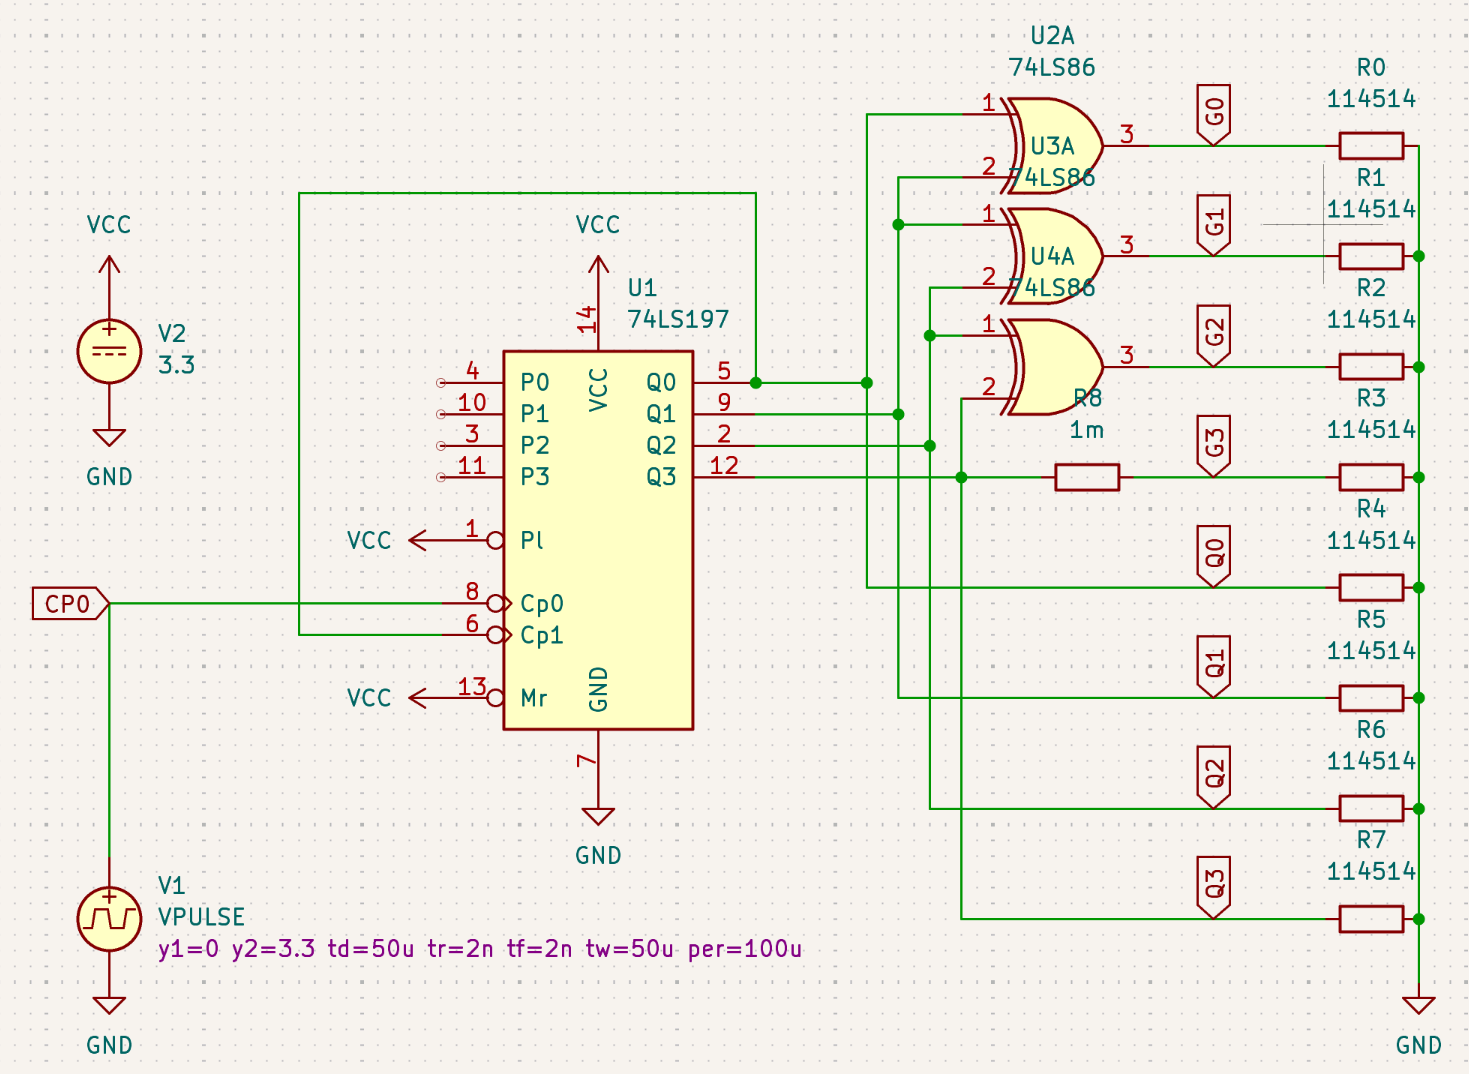 U2A
74LS86
R0
114514
1
G0
3
U3A
2
74LS86
R1
114514
VCC
VCC
1
G1
3
U4A
2
74LS86
R2
114514
U1
74LS197
14
V2
3.3
1
G2
3
2
R8
1m
R3
114514
4
P0
VCC
Q0
5
10
P1
Q1
9
3
P2
Q2
2
11
P3
Q3
12
GND
G3
R4
114514
VCC
1
Pl
Q0
CP0
8
Cp0
6
Cp1
R5
114514
Q1
VCC
13
Mr
GND
7
GND
R6
114514
Q2
R7
114514
Q3
V1
VPULSE
y1=0 y2=3.3 td=50u tr=2n tf=2n tw=50u per=100u
GND
GND